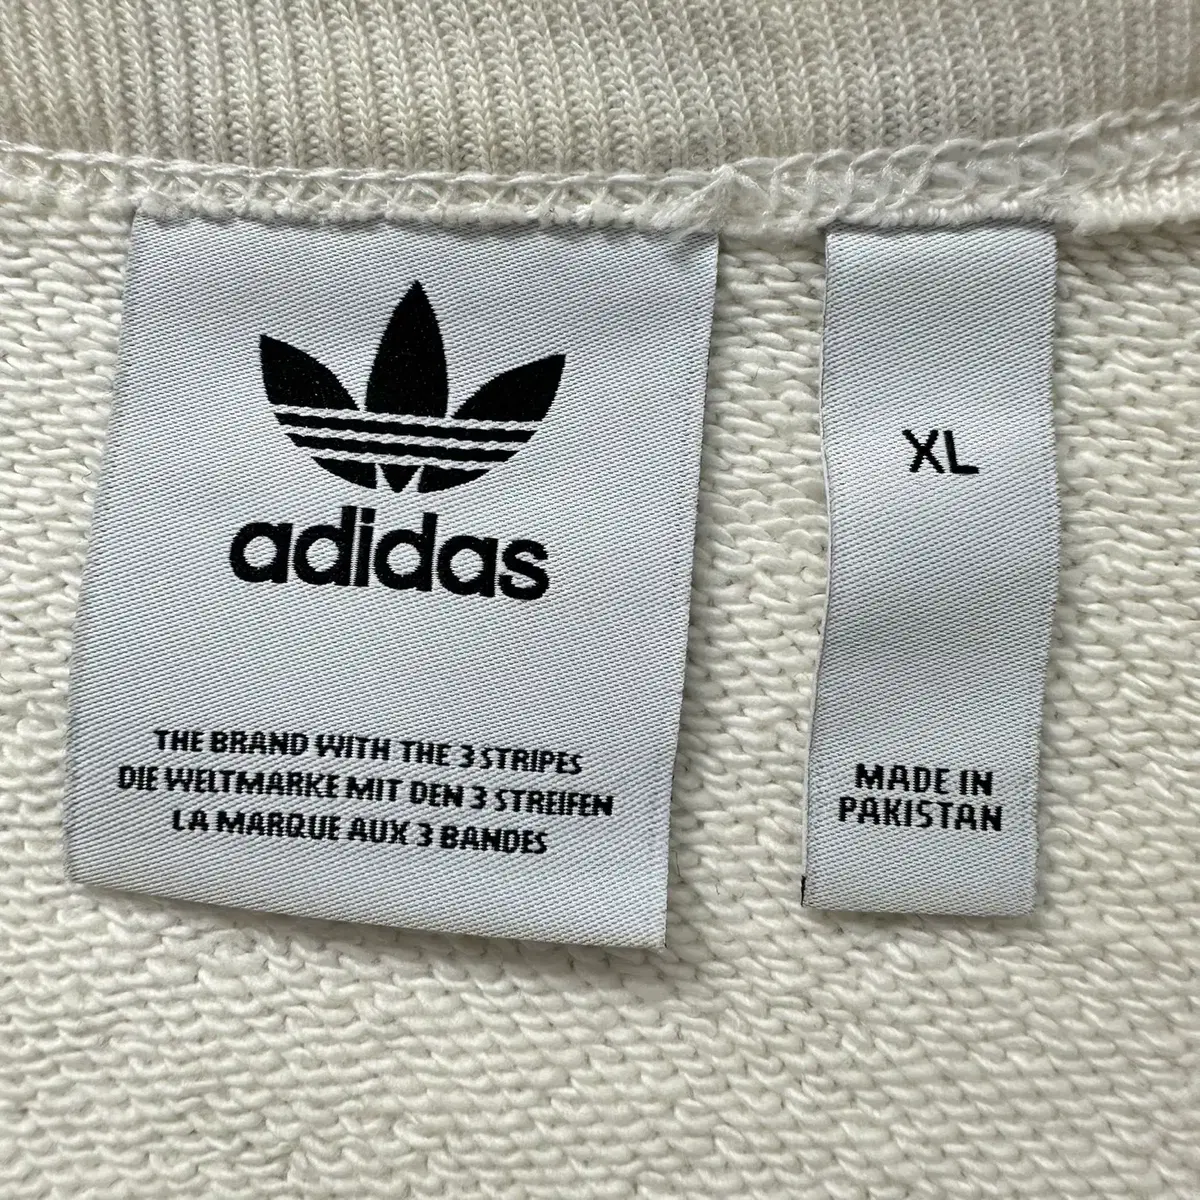 adidas
THE BRAND WITH THE 3 STRIPES
DIE WELTMARKE MIT DEN 3 STREIFEN
LA MARQUE AUX 3 BANDES
XL
MADE IN
PAKISTAN